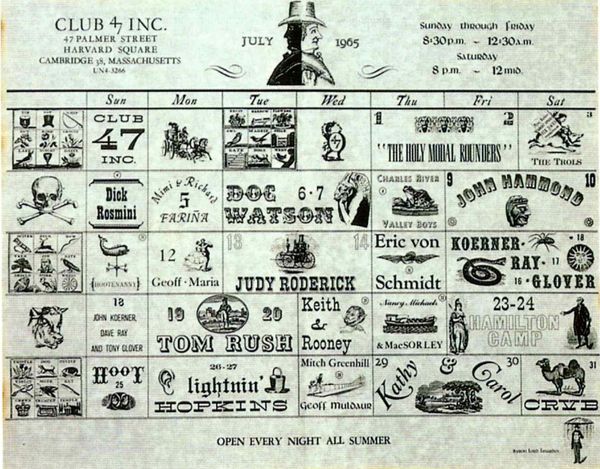 CLUB 47 INC.
47 PALMER STREET
HARVARD SQUARE
CAMBRIDGE 38, MASSACHUSETTS
UN4-3266
JULY 1965
Sunday through Friday
8:30 p.m. ~ 12:30 a.m.
Saturday
8 p.m. ~ 12 mid.
Sun Mon Tue Wed Thu Fri Sat
CLUB
47
INC.
1 2
"THE HOLY MODAL ROUNDERS"
3
THE TROLS
Dick
Rosmini
Mimi & Richard
5
FARIÑA
DOC 6·7
WATSON
CHARLES RIVER
VALLEY BOYS
9 10
JOHN HAMMOND
HOOTENANNY
12
Geoff·Maria
13 14
JUDY RODERICK
Eric von
Schmidt
KOERNER·
RAY·
GLOVER
16 17 18
18
JOHN KOERNER,
DAVE RAY
AND TONY GLOVER
19 20
TOM RUSH
Keith
&
Rooney
Nancy Michaels
& MacSORLEY
23-24
HAMILTON
CAMP
HOOT
25
26-27
lightnin'
HOPKINS
Mitch Greenhill
Geoff Muldaur
29 30
Kathy & Carol
31
CRVB
OPEN EVERY NIGHT ALL SUMMER